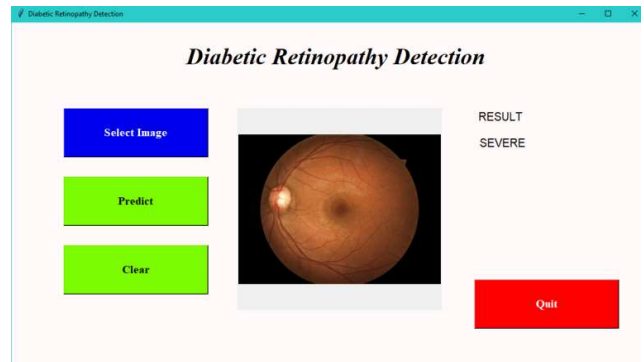 Diabetic Retinopathy Detection
Diabetic Retinopathy Detection
Select Image
RESULT
SEVERE
Predict
Clear
Quit